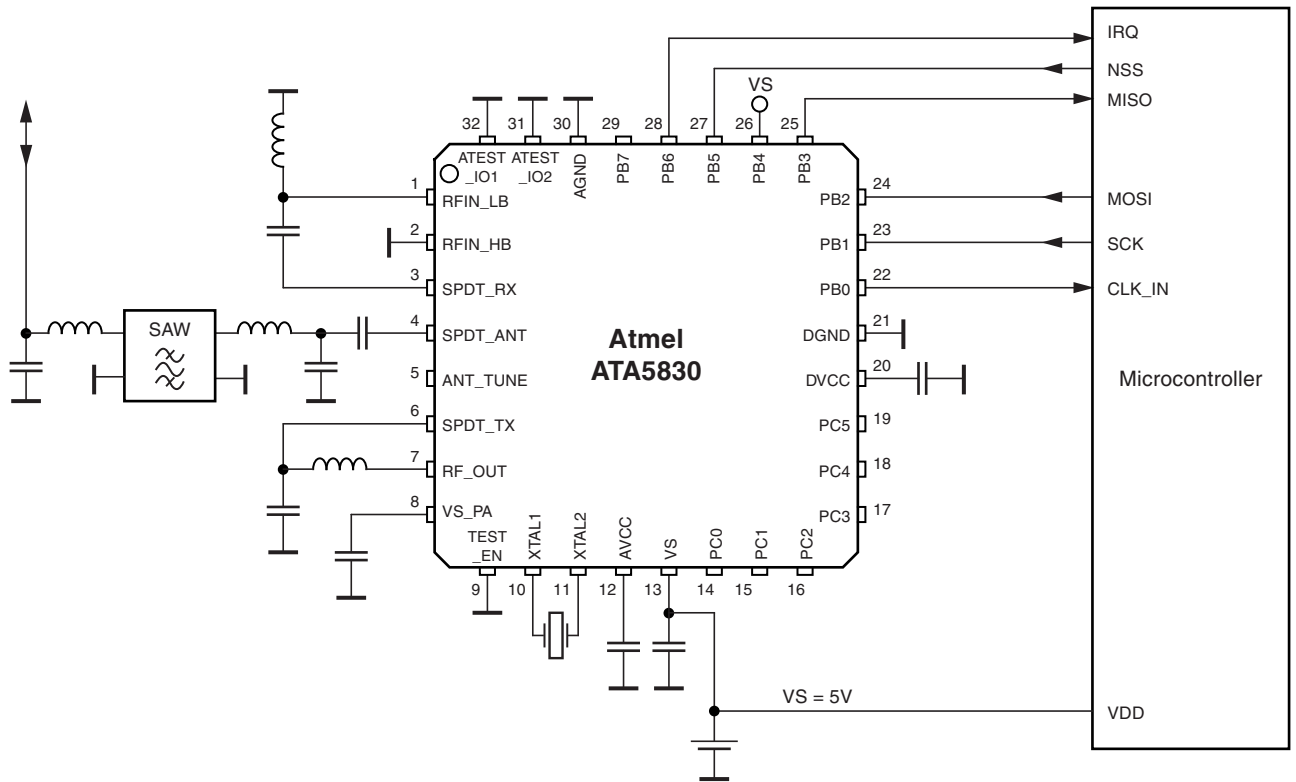 IRQ
NSS
VS
MISO
32
31
30
29
28
27
26
25
ATEST
_IO1
ATEST
_IO2
AGND
PB7
PB6
PB5
PB4
PB3
1
RFIN_LB
PB2
24
MOSI
2
RFIN_HB
PB1
23
SCK
3
SPDT_RX
PB0
22
CLK_IN
SAW
4
SPDT_ANT
Atmel
ATA5830
DGND
21
5
ANT_TUNE
DVCC
20
Microcontroller
6
SPDT_TX
PC5
19
7
RF_OUT
PC4
18
8
VS_PA
PC3
17
TEST
_EN
XTAL1
XTAL2
AVCC
VS
PC0
PC1
PC2
9
10
11
12
13
14
15
16
VS = 5V
VDD